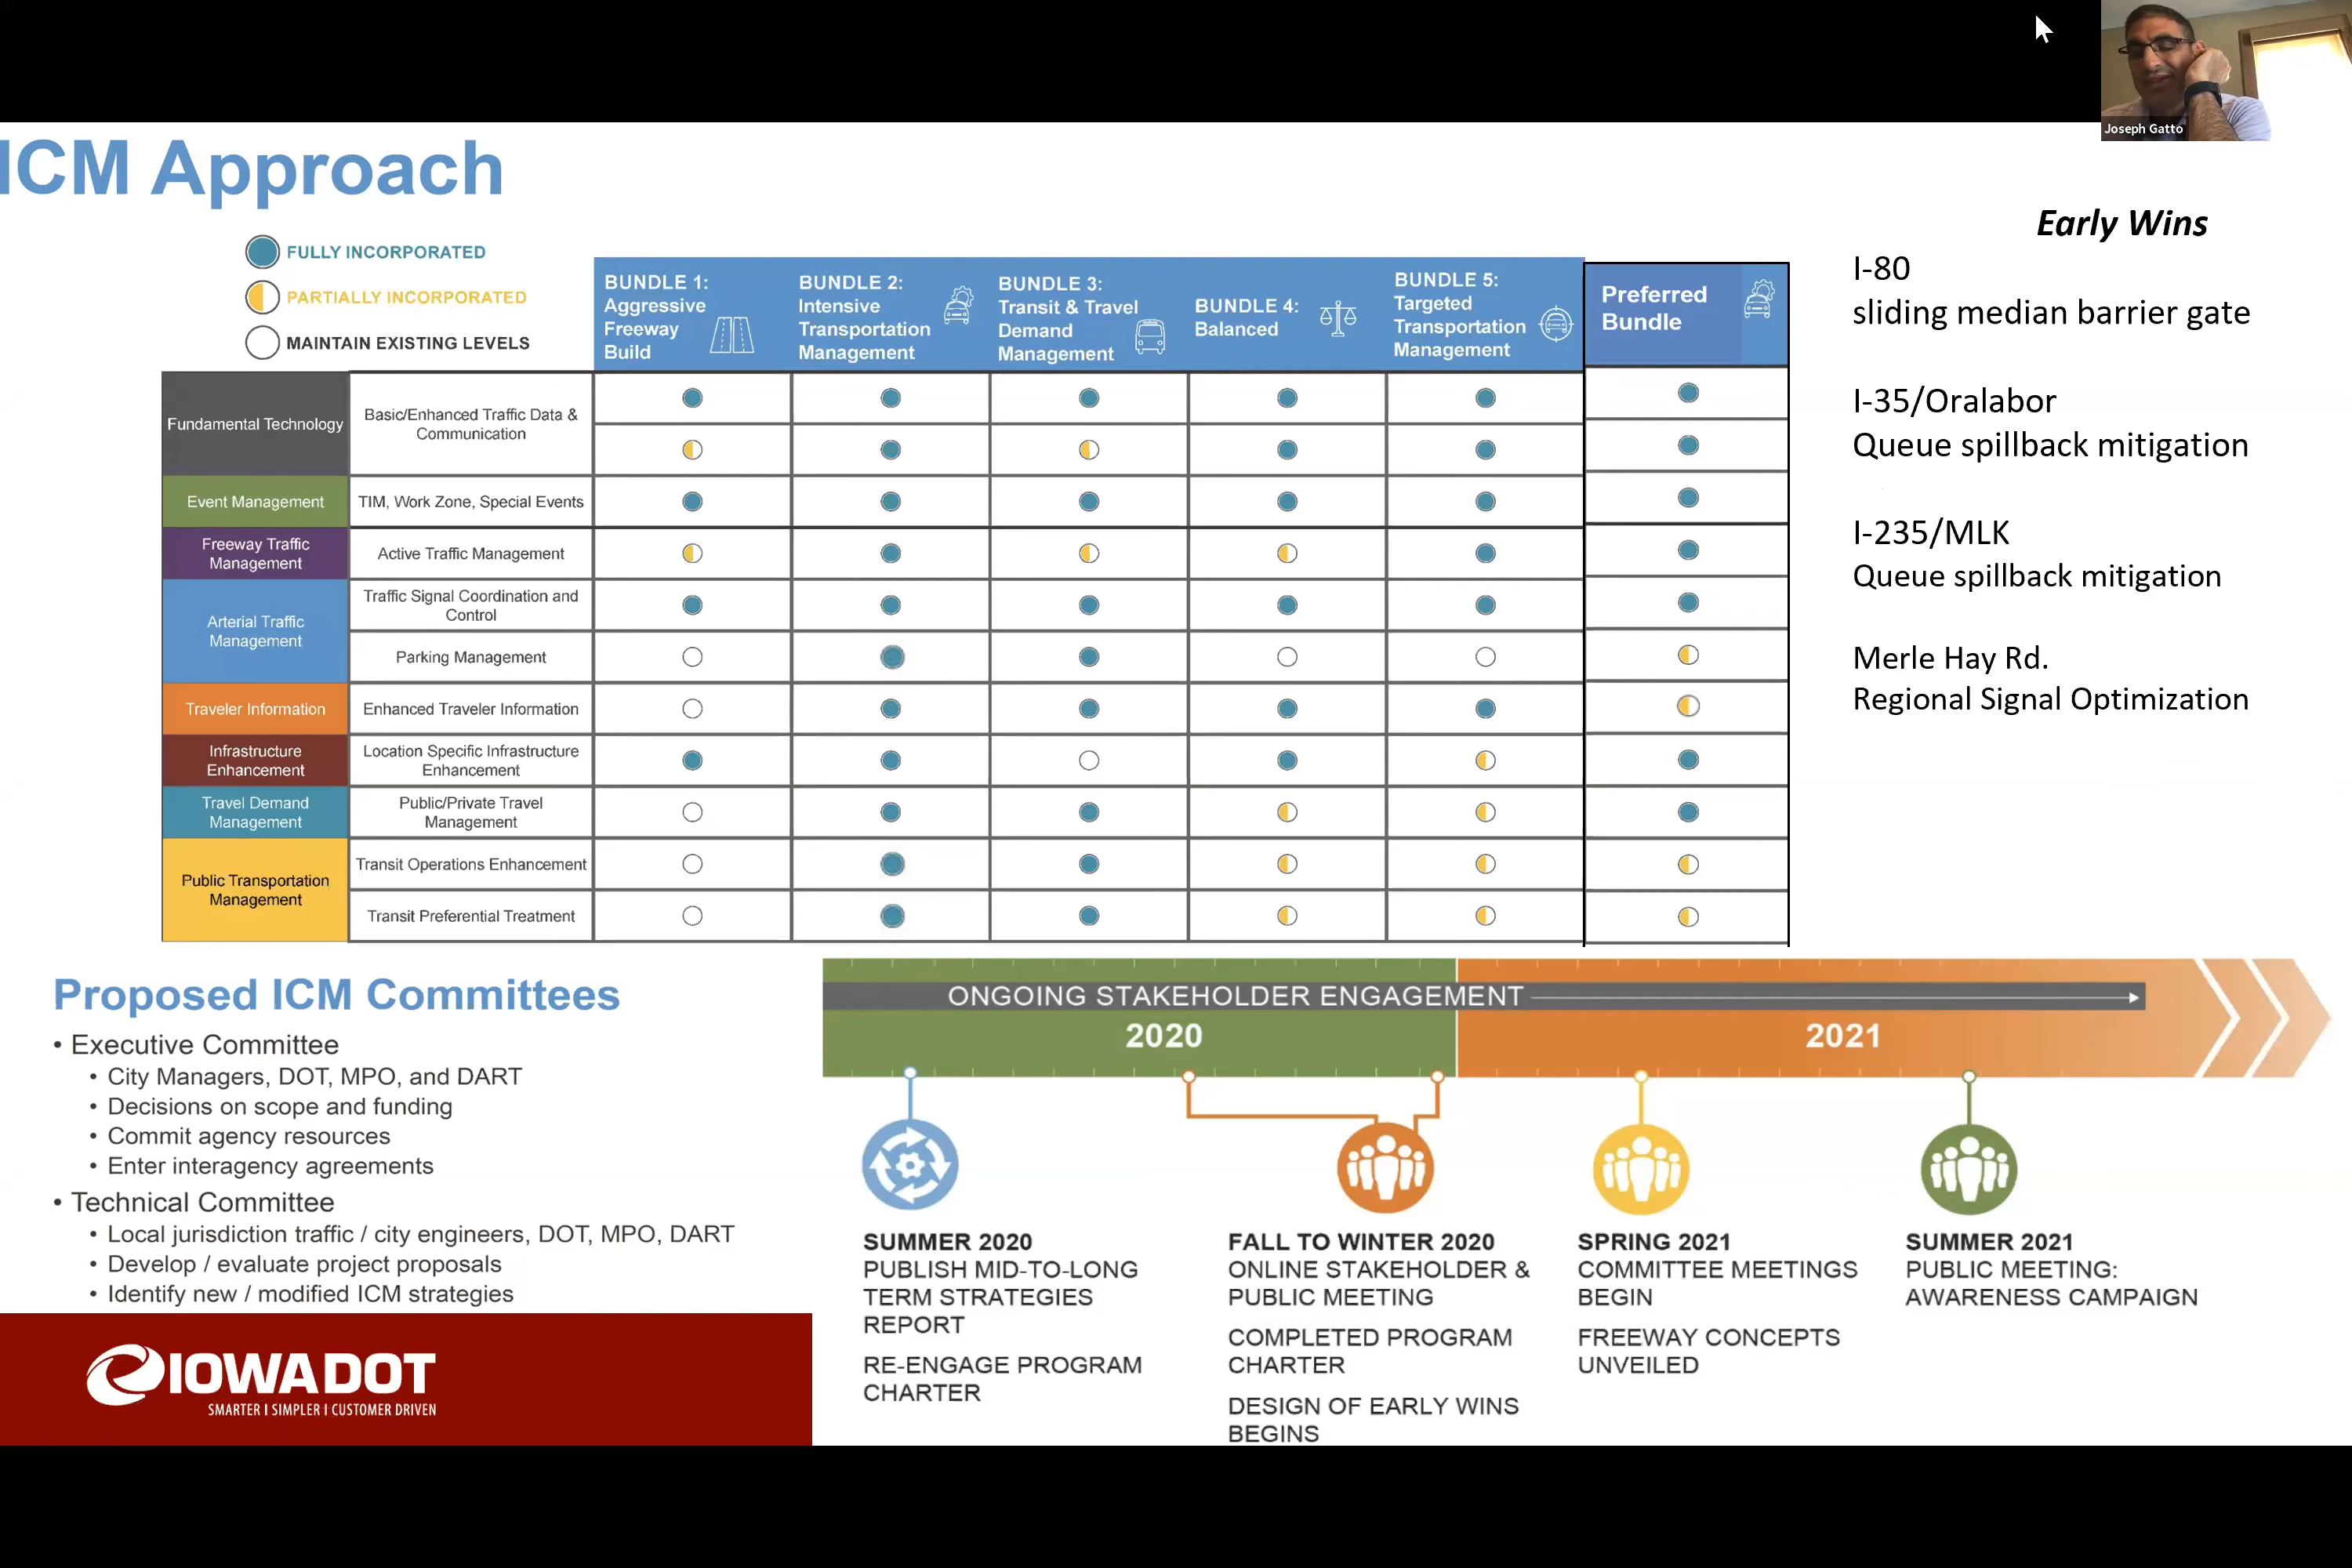 Joseph Gatto
ICM Approach
FULLY INCORPORATED
PARTIALLY INCORPORATED
MAINTAIN EXISTING LEVELS
BUNDLE 1:
Aggressive
Freeway
Build
BUNDLE 2:
Intensive
Transportation
Management
BUNDLE 3:
Transit & Travel
Demand
Management
BUNDLE 4:
Balanced
BUNDLE 5:
Targeted
Transportation
Management
Preferred
Bundle
Fundamental Technology
Basic/Enhanced Traffic Data &
Communication
Event Management
TIM, Work Zone, Special Events
Freeway Traffic
Management
Active Traffic Management
Arterial Traffic
Management
Traffic Signal Coordination and
Control
Parking Management
Traveler Information
Enhanced Traveler Information
Infrastructure
Enhancement
Location Specific Infrastructure
Enhancement
Travel Demand
Management
Public/Private Travel
Management
Public Transportation
Management
Transit Operations Enhancement
Transit Preferential Treatment
Early Wins
I-80
sliding median barrier gate
I-35/Oralabor
Queue spillback mitigation
I-235/MLK
Queue spillback mitigation
Merle Hay Rd.
Regional Signal Optimization
Proposed ICM Committees
• Executive Committee
• City Managers, DOT, MPO, and DART
• Decisions on scope and funding
• Commit agency resources
• Enter interagency agreements
• Technical Committee
• Local jurisdiction traffic / city engineers, DOT, MPO, DART
• Develop / evaluate project proposals
• Identify new / modified ICM strategies
IOWADOT
SMARTER I SIMPLER I CUSTOMER DRIVEN
ONGOING STAKEHOLDER ENGAGEMENT
2020
2021
SUMMER 2020
PUBLISH MID-TO-LONG
TERM STRATEGIES
REPORT
RE-ENGAGE PROGRAM
CHARTER
FALL TO WINTER 2020
ONLINE STAKEHOLDER &
PUBLIC MEETING
COMPLETED PROGRAM
CHARTER
DESIGN OF EARLY WINS
BEGINS
SPRING 2021
COMMITTEE MEETINGS
BEGIN
FREEWAY CONCEPTS
UNVEILED
SUMMER 2021
PUBLIC MEETING:
AWARENESS CAMPAIGN